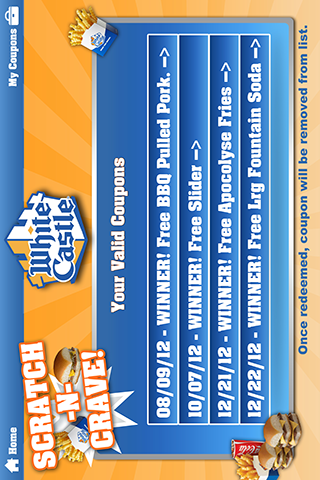 Home
My Coupons
SCRATCH
-N-
CRAVE!
White
Castle
Your Valid Coupons
08/09/12 - WINNER! Free BBQ Pulled Pork. -->
10/07/12 - WINNER! Free Slider -->
12/21/12 - WINNER! Free Apocolyse Fries -->
12/22/12 - WINNER! Free Lrg Fountain Soda -->
Once redeemed, coupon will be removed from list.